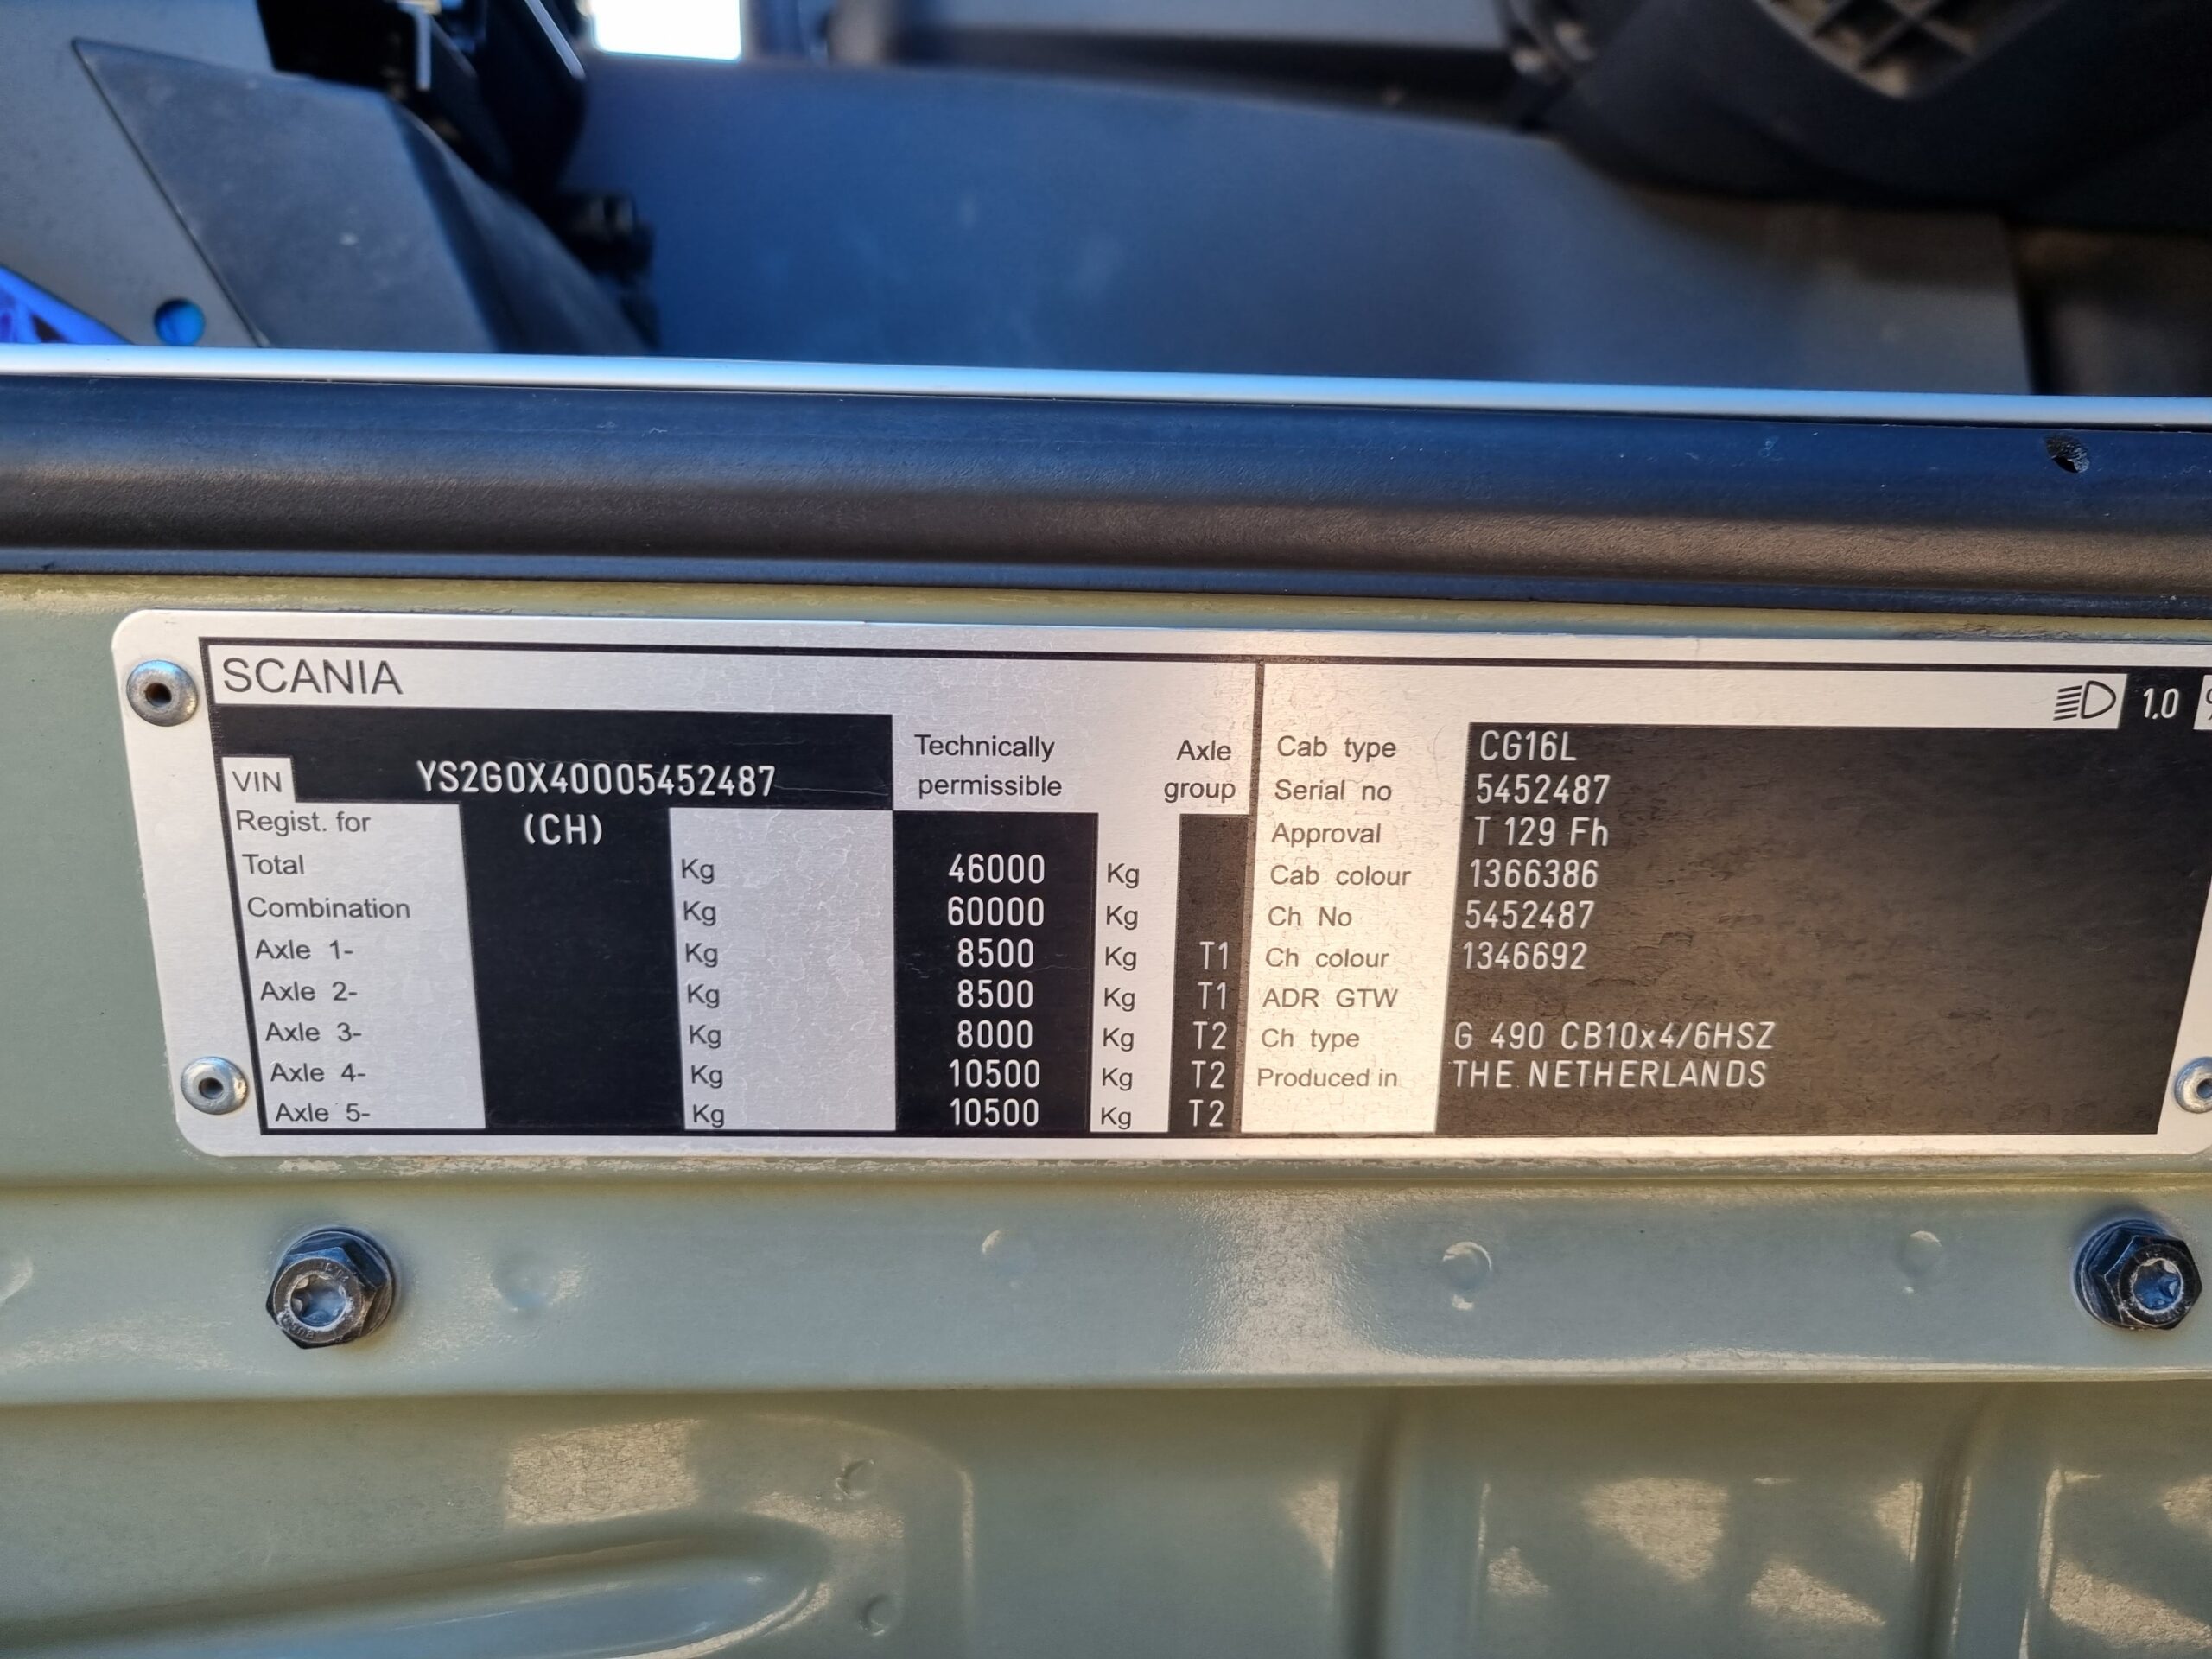 SCANIA
VIN YS2G0X40005452487
Technically permissible
Axle group
Regist. for (CH)
Total Kg 46000 Kg
Combination Kg 60000 Kg
Axle 1- Kg 8500 Kg T1
Axle 2- Kg 8500 Kg T1
Axle 3- Kg 8000 Kg T2
Axle 4- Kg 10500 Kg T2
Axle 5- Kg 10500 Kg T2
1.0
Cab type CG16L
Serial no 5452487
Approval T 129 Fh
Cab colour 1366386
Ch No 5452487
Ch colour 1346692
ADR GTW
Ch type G 490 CB10x4/6HSZ
Produced in THE NETHERLANDS